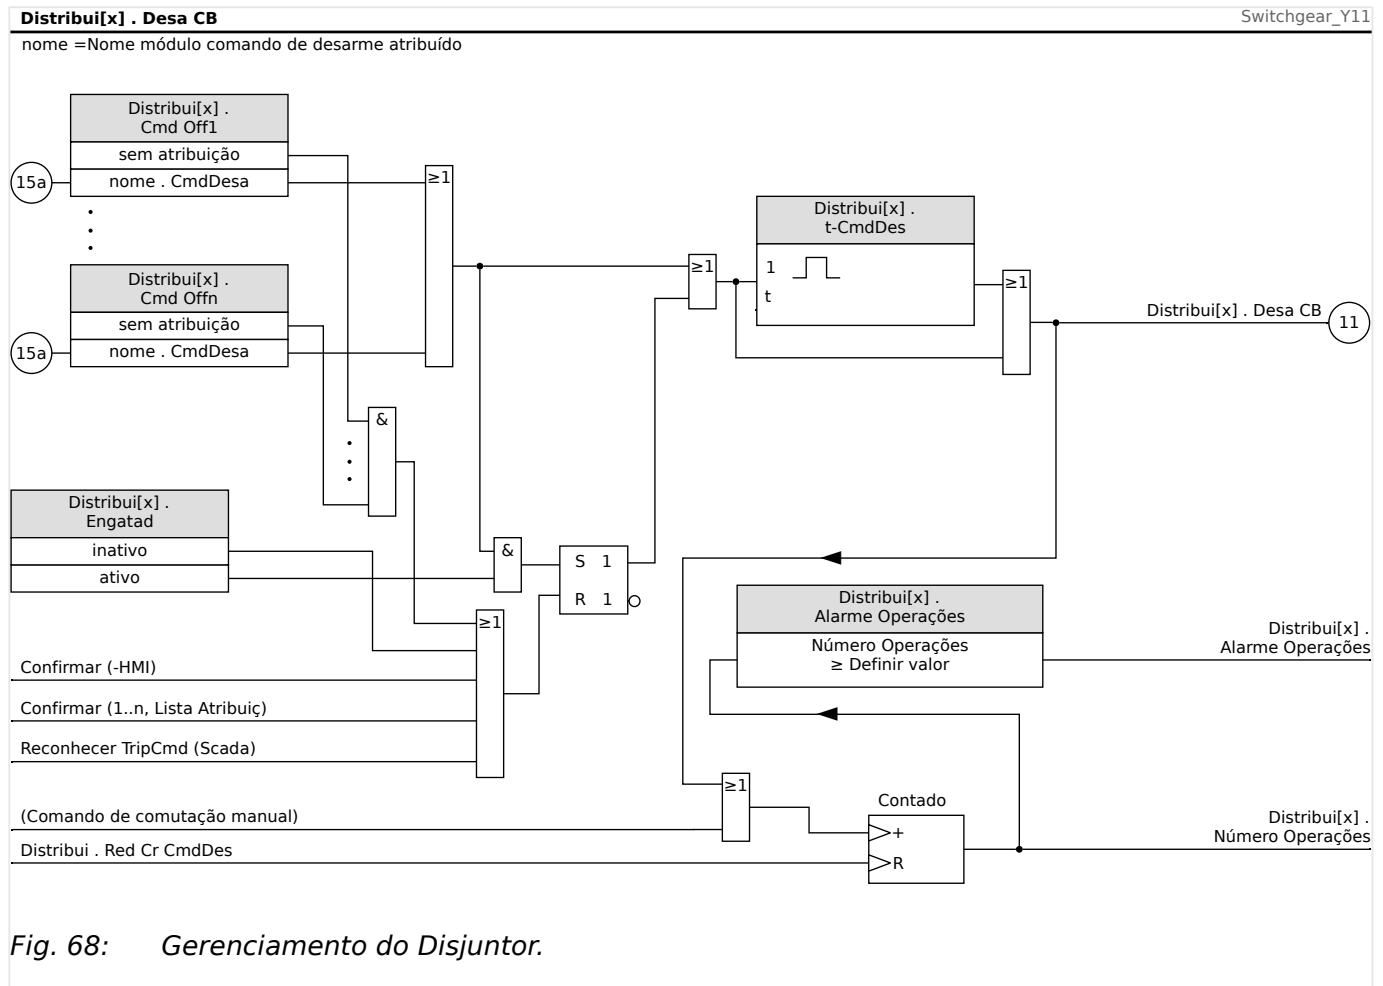 Distribui[x] . Desa CB
Switchgear_Y11
nome =Nome módulo comando de desarme atribuído
Distribui[x] .
Cmd Off1
sem atribuição
15a
nome . CmdDesa
≥1
Distribui[x] .
t-CmdDes
1
t
≥1
≥1
Distribui[x] .
Cmd Offn
sem atribuição
15a
nome . CmdDesa
Distribui[x] . Desa CB
11
&
Distribui[x] .
Engatad
inativo
ativo
&
S 1
R 1
≥1
Distribui[x] .
Alarme Operações
Número Operações
≥ Definir valor
Distribui[x] .
Alarme Operações
Confirmar (-HMI)
Confirmar (1..n, Lista Atribuiç)
Reconhecer TripCmd (Scada)
≥1
(Comando de comutação manual)
Distribui . Red Cr CmdDes
Contado
+
R
Distribui[x] .
Número Operações
Fig. 68: Gerenciamento do Disjuntor.